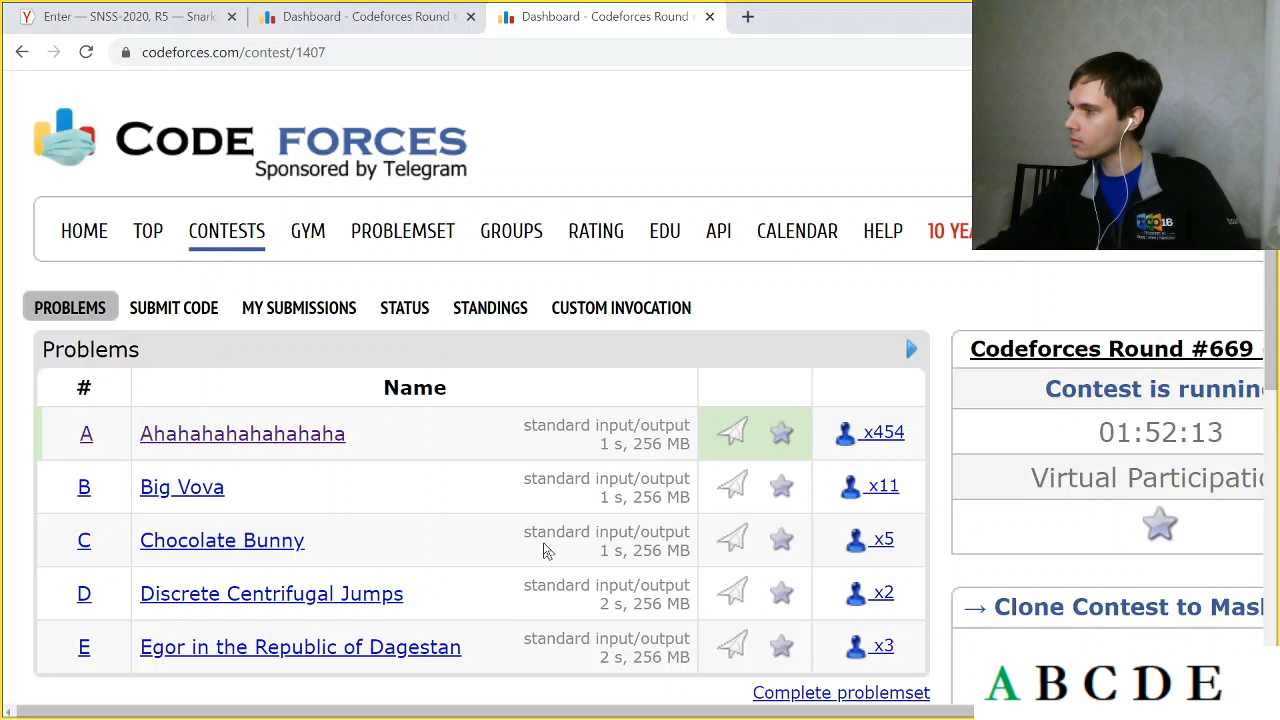 Enter — SNSS-2020, R5 — Snark
Dashboard - Codeforces Round
Dashboard - Codeforces Round
codeforces.com/contest/1407
CODE FORCES
Sponsored by Telegram
HOME TOP CONTESTS GYM PROBLEMSET GROUPS RATING EDU API CALENDAR HELP 10 YEA
PROBLEMS SUBMIT CODE MY SUBMISSIONS STATUS STANDINGS CUSTOM INVOCATION
Problems
# Name
A Ahahahahahahahaha standard input/output 1 s, 256 MB x454
B Big Vova standard input/output 1 s, 256 MB x11
C Chocolate Bunny standard input/output 1 s, 256 MB x5
D Discrete Centrifugal Jumps standard input/output 2 s, 256 MB x2
E Egor in the Republic of Dagestan standard input/output 2 s, 256 MB x3
Complete problemset
Codeforces Round #669
Contest is running
01:52:13
Virtual Participatio
→ Clone Contest to Mas
A B C D E